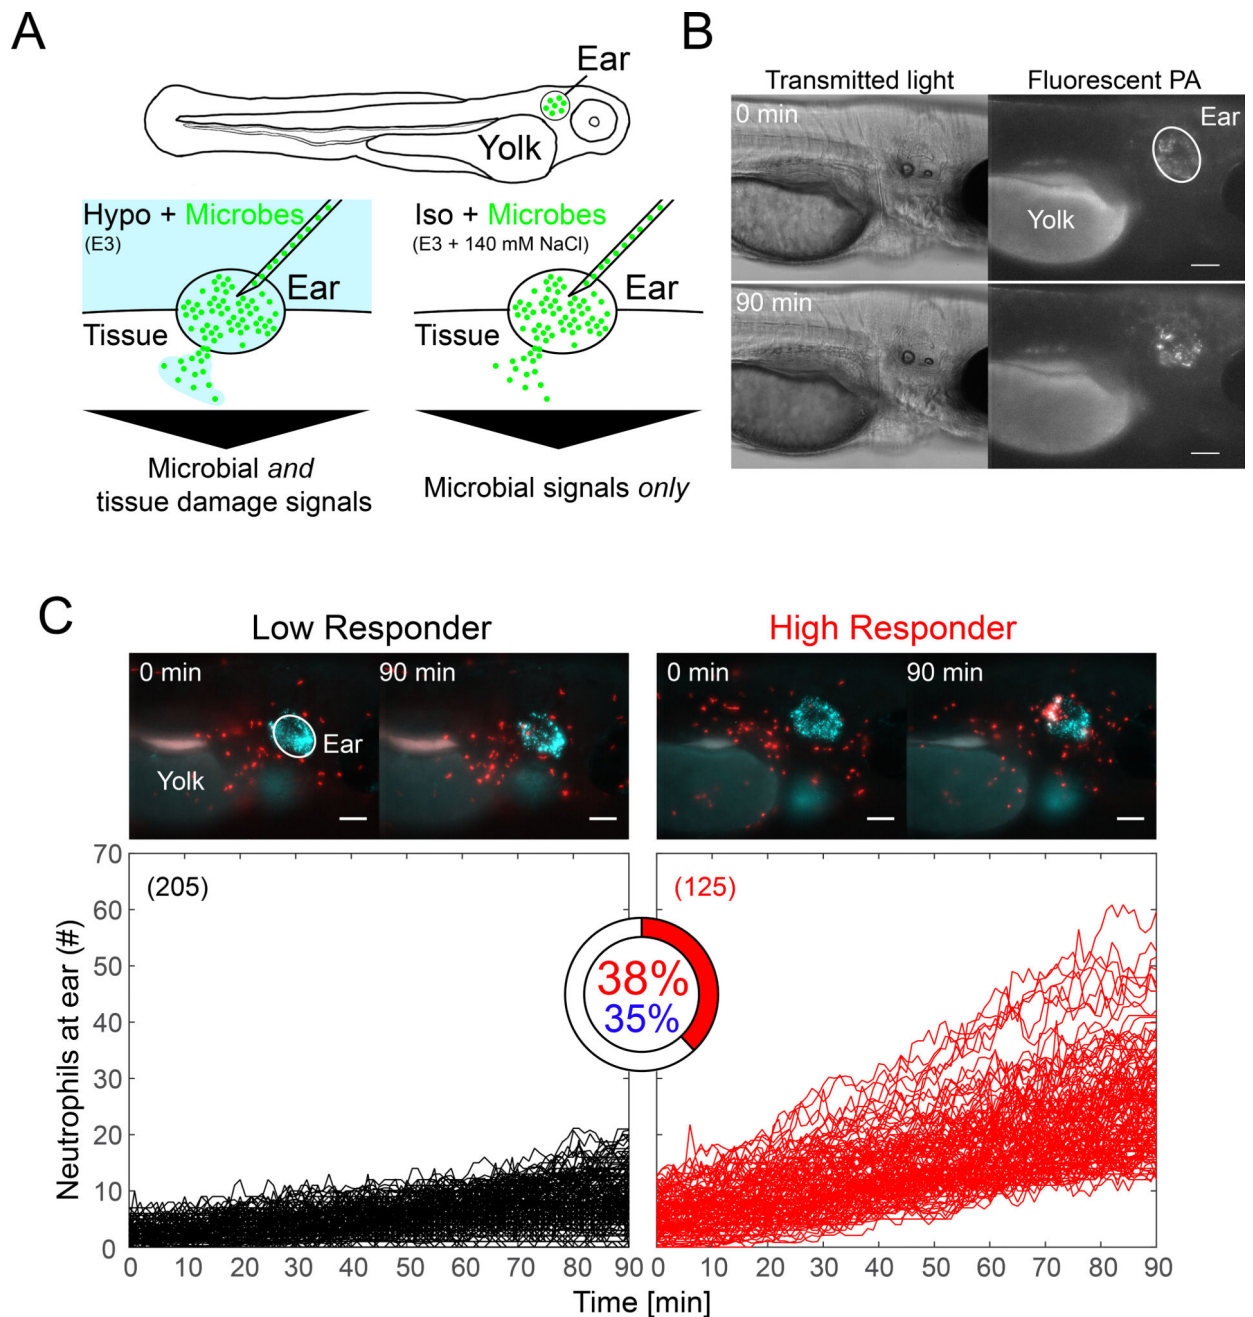 A
Ear
Yolk
Hypo + Microbes
(E3)
Ear
Tissue
Microbial and
tissue damage signals
Iso + Microbes
(E3 + 140 mM NaCl)
Ear
Tissue
Microbial signals only
B
Transmitted light
Fluorescent PA
0 min
Ear
Yolk
90 min
C
Low Responder
High Responder
0 min
90 min
0 min
90 min
Ear
Yolk
70
60
50
40
30
20
10
0
Neutrophils at ear (#)
(205)
(125)
38%
35%
0 10 20 30 40 50 60 70 80 90
0 10 20 30 40 50 60 70 80 90
Time [min]